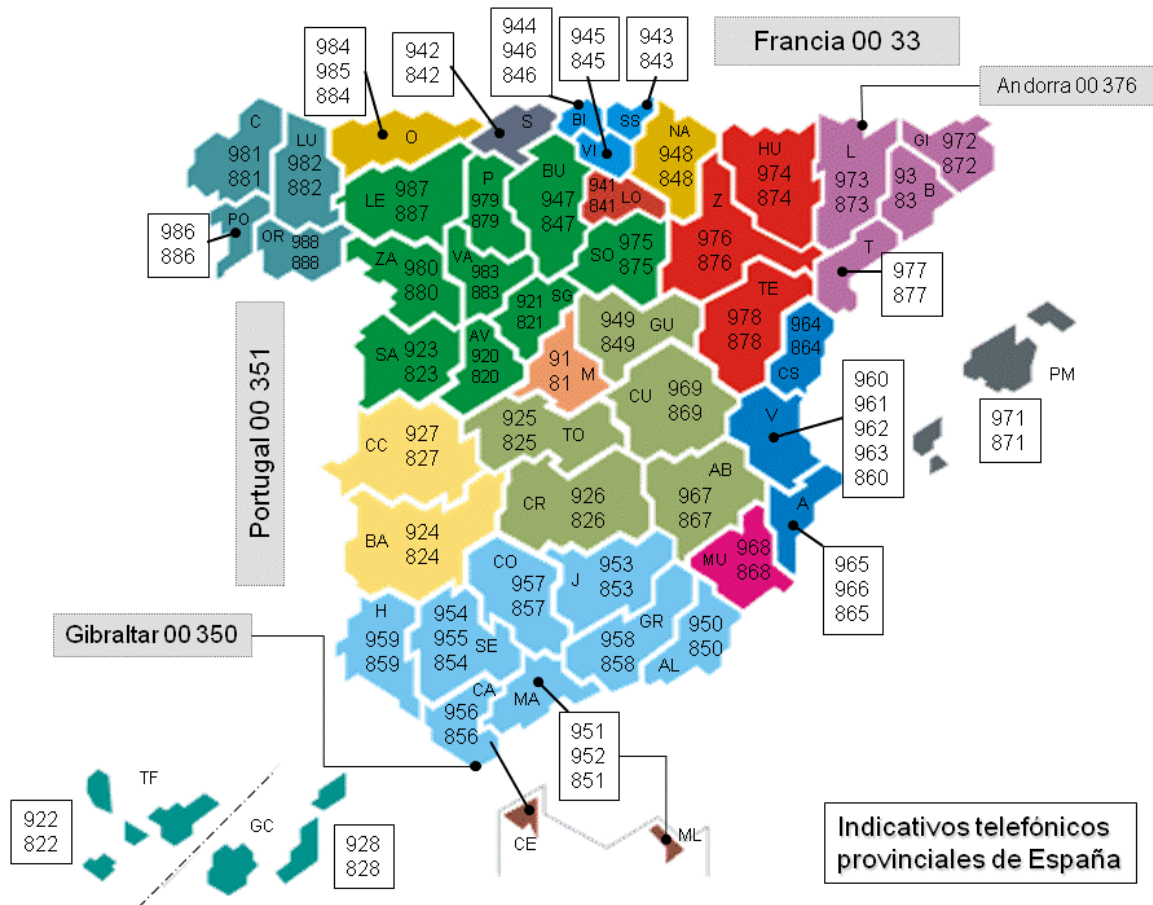 944
946
846
945
845
943
843
984
985
884
942
842
Francia 00 33
Andorra 00 376
C
981
881
LU
982
882
O
S
BI
SS
VI
NA
948
848
HU
974
874
L
973
873
GI
972
872
93
83
B
PO
986
886
OR
988
888
LE
987
887
P
979
879
BU
947
847
941
841
LO
Z
976
876
T
977
877
ZA
980
880
VA
983
883
SG
921
821
SO
975
875
TE
978
878
964
864
CS
SA
923
823
AV
920
820
91
81
M
949
849
GU
Portugal 00 351
PM
971
871
CC
927
827
925
825
TO
CU
969
869
V
960
961
962
963
860
BA
924
824
CR
926
826
AB
967
867
A
965
966
865
MU
968
868
H
959
859
954
955
854
SE
CO
957
857
J
953
853
GR
958
858
950
850
AL
Gibraltar 00 350
CA
956
856
MA
951
952
851
TF
922
822
GC
928
828
CE
ML
Indicativos telefónicos
provinciales de España